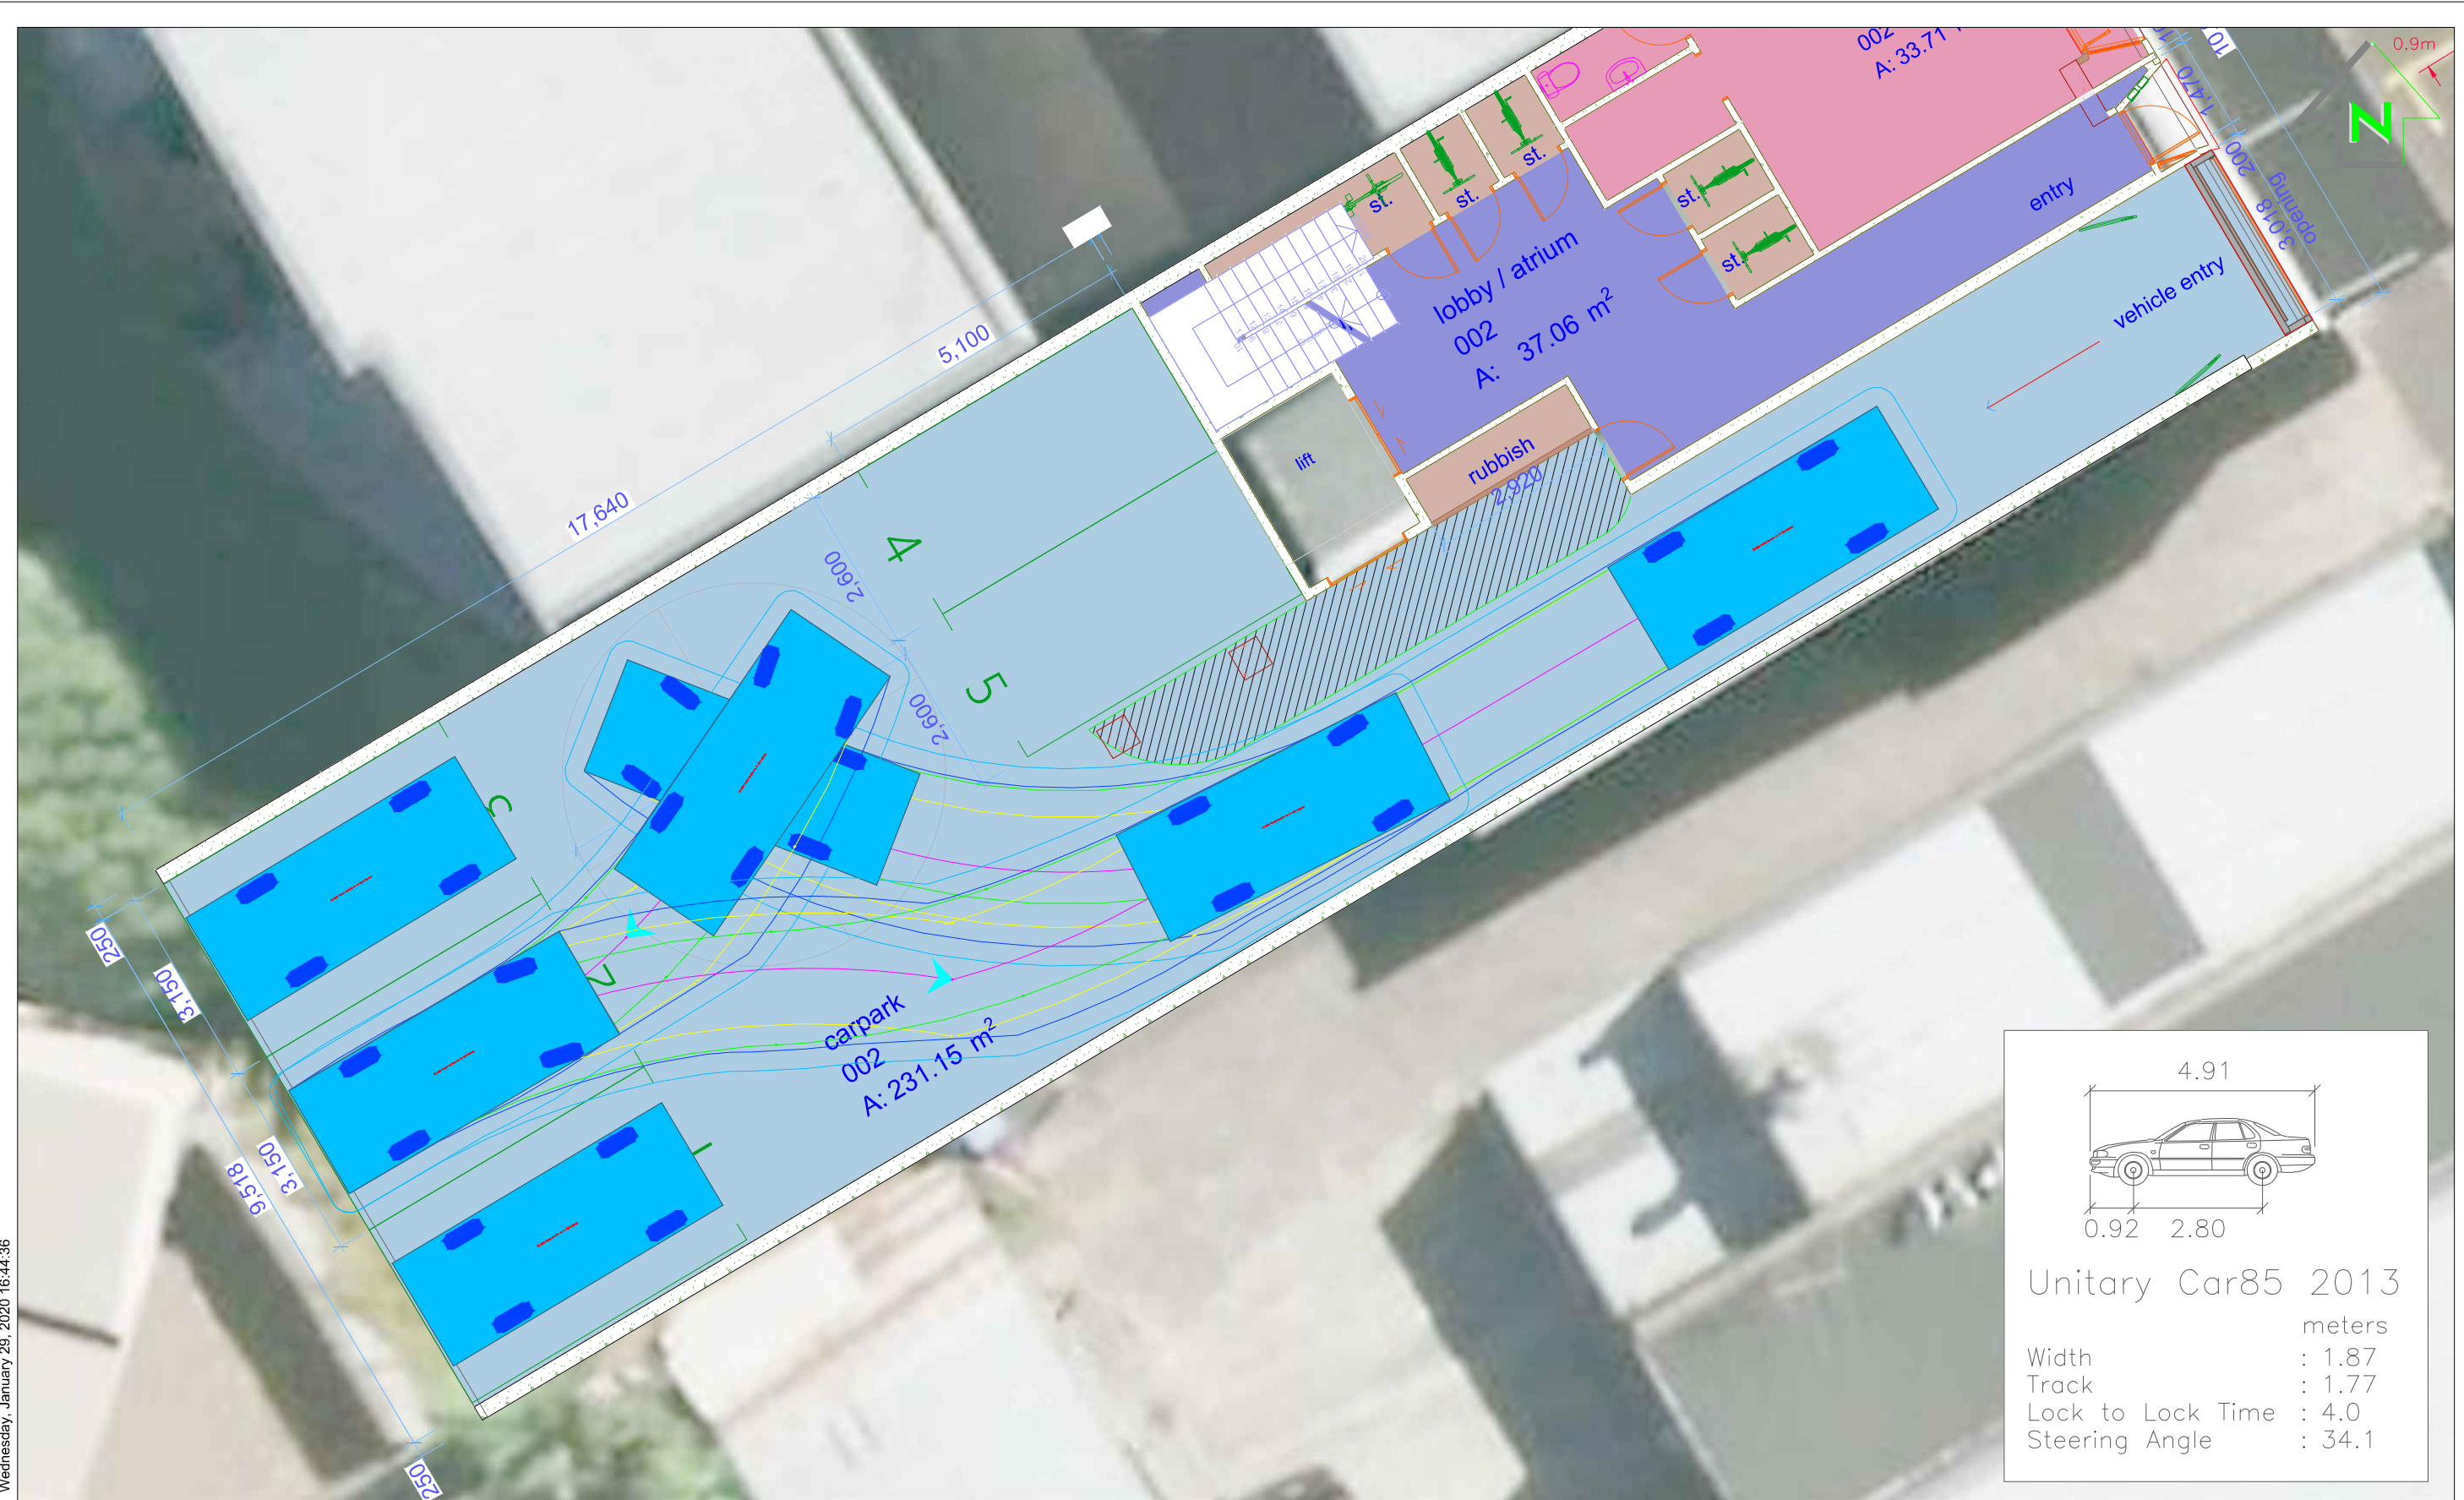 002
A: 33.71
10
0.9m
N
1,470
200
3,018
opening
st.
st.
st.
st.
st.
entry
vehicle entry
lobby / atrium
002
A: 37.06 m²
5,100
17,640
lift
rubbish
2,920
4
2,600
5
2,600
2
1
carpark
002
A: 231.15 m²
250
3,150
3,150
9,518
250
4.91
0.92 2.80
Unitary Car85 2013
meters
Width : 1.87
Track : 1.77
Lock to Lock Time : 4.0
Steering Angle : 34.1
Wednesday, January 29, 2020 16:44:36